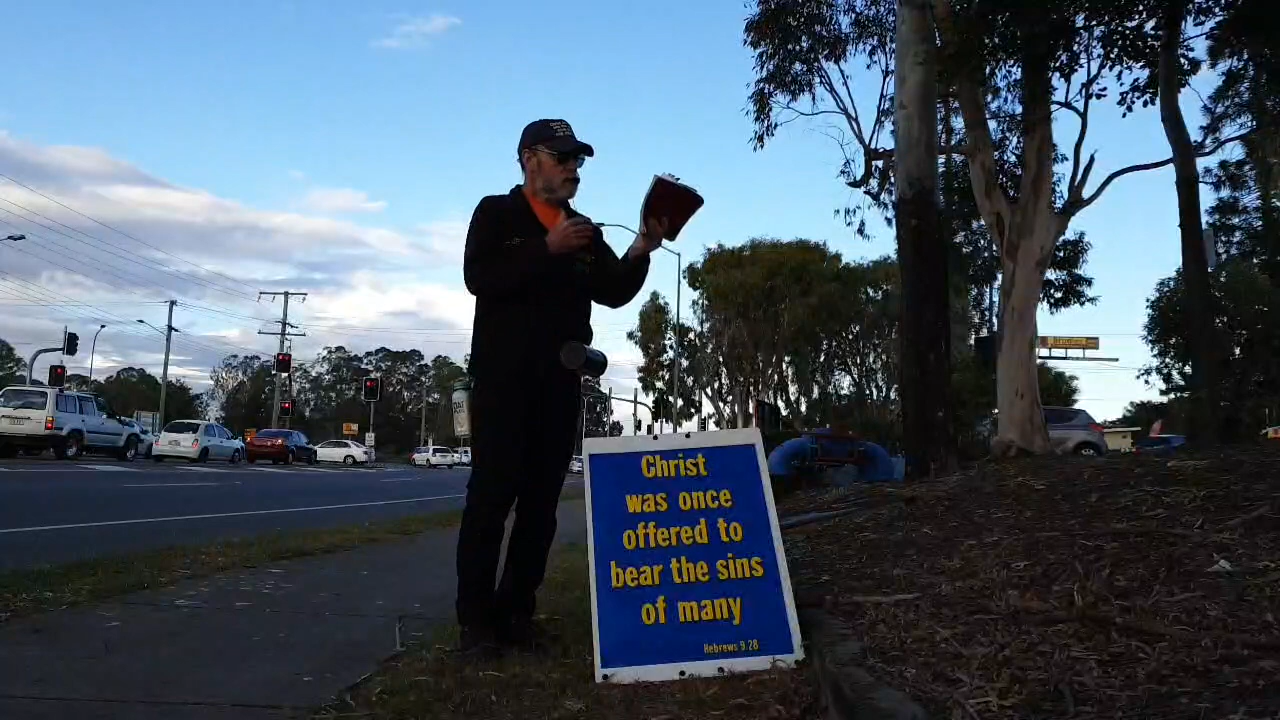 Christ
was once
offered to
bear the sins
of many
Hebrews 9.28